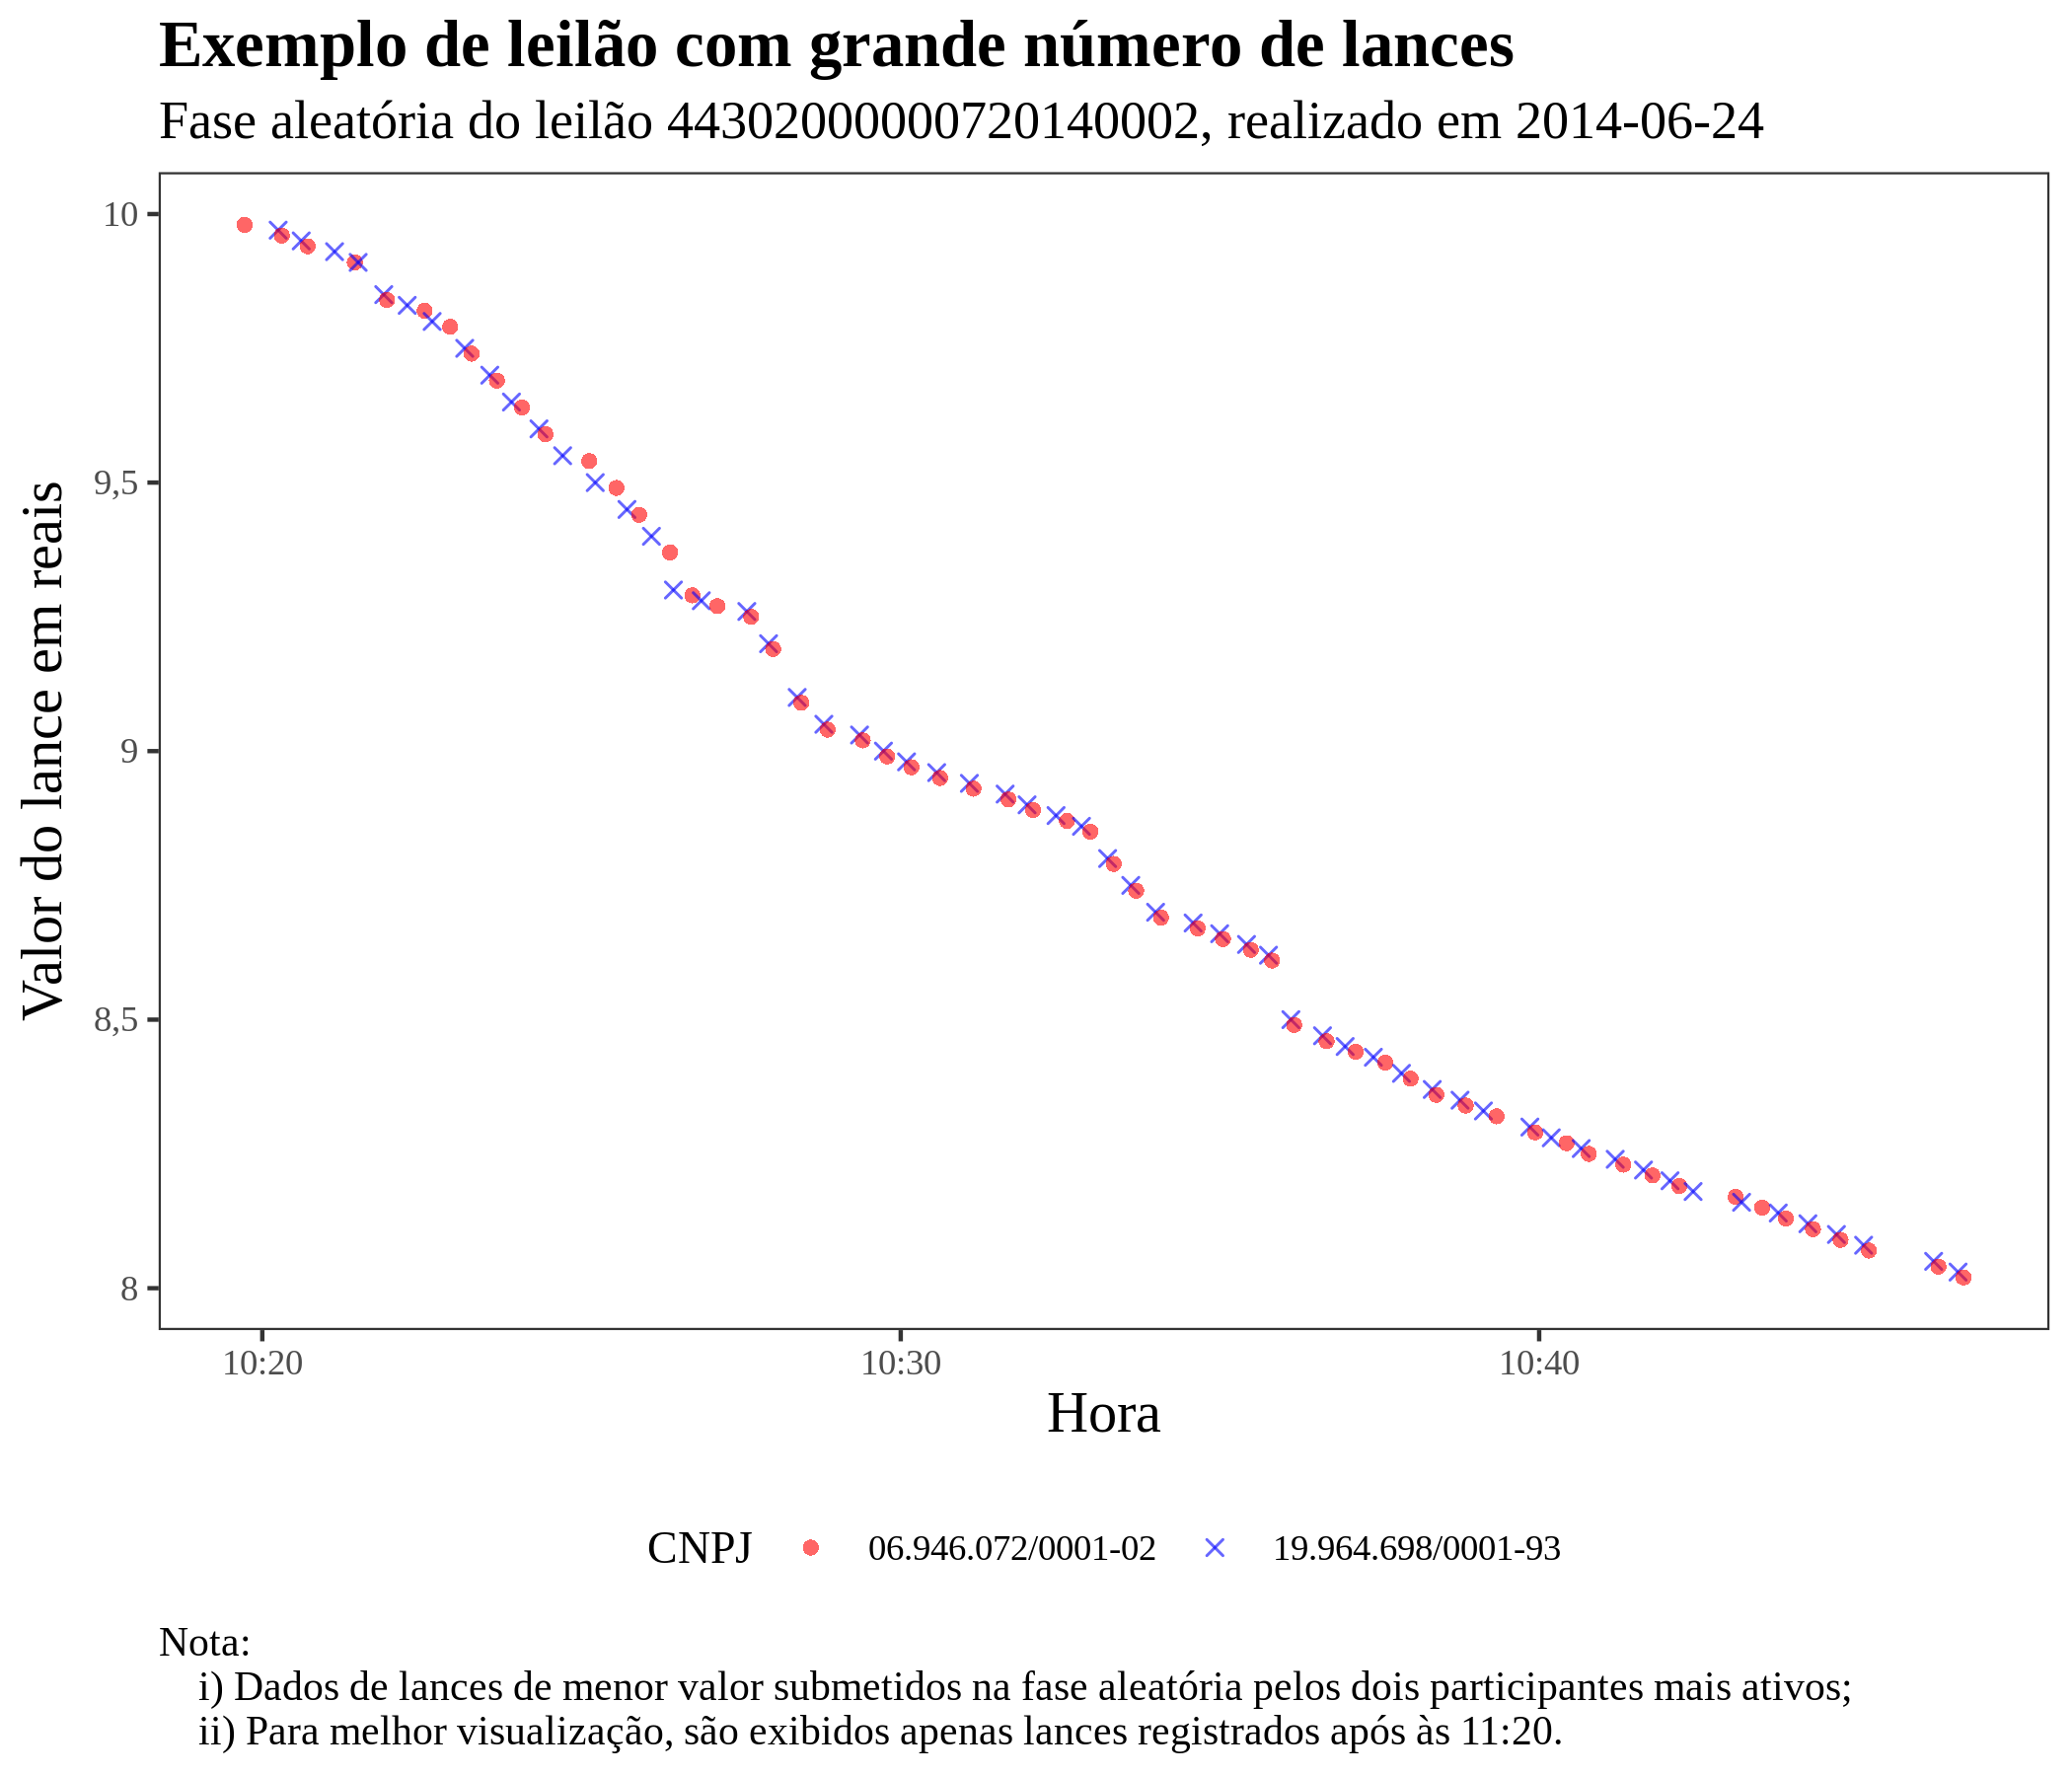 Exemplo de leilão com grande número de lances
Fase aleatória do leilão 44302000000720140002, realizado em 2014-06-24
Valor do lance em reais
10
9,5
9
8,5
8
10:20
10:30
10:40
Hora
CNPJ
06.946.072/0001-02
19.964.698/0001-93
Nota:
i) Dados de lances de menor valor submetidos na fase aleatória pelos dois participantes mais ativos;
ii) Para melhor visualização, são exibidos apenas lances registrados após às 11:20.